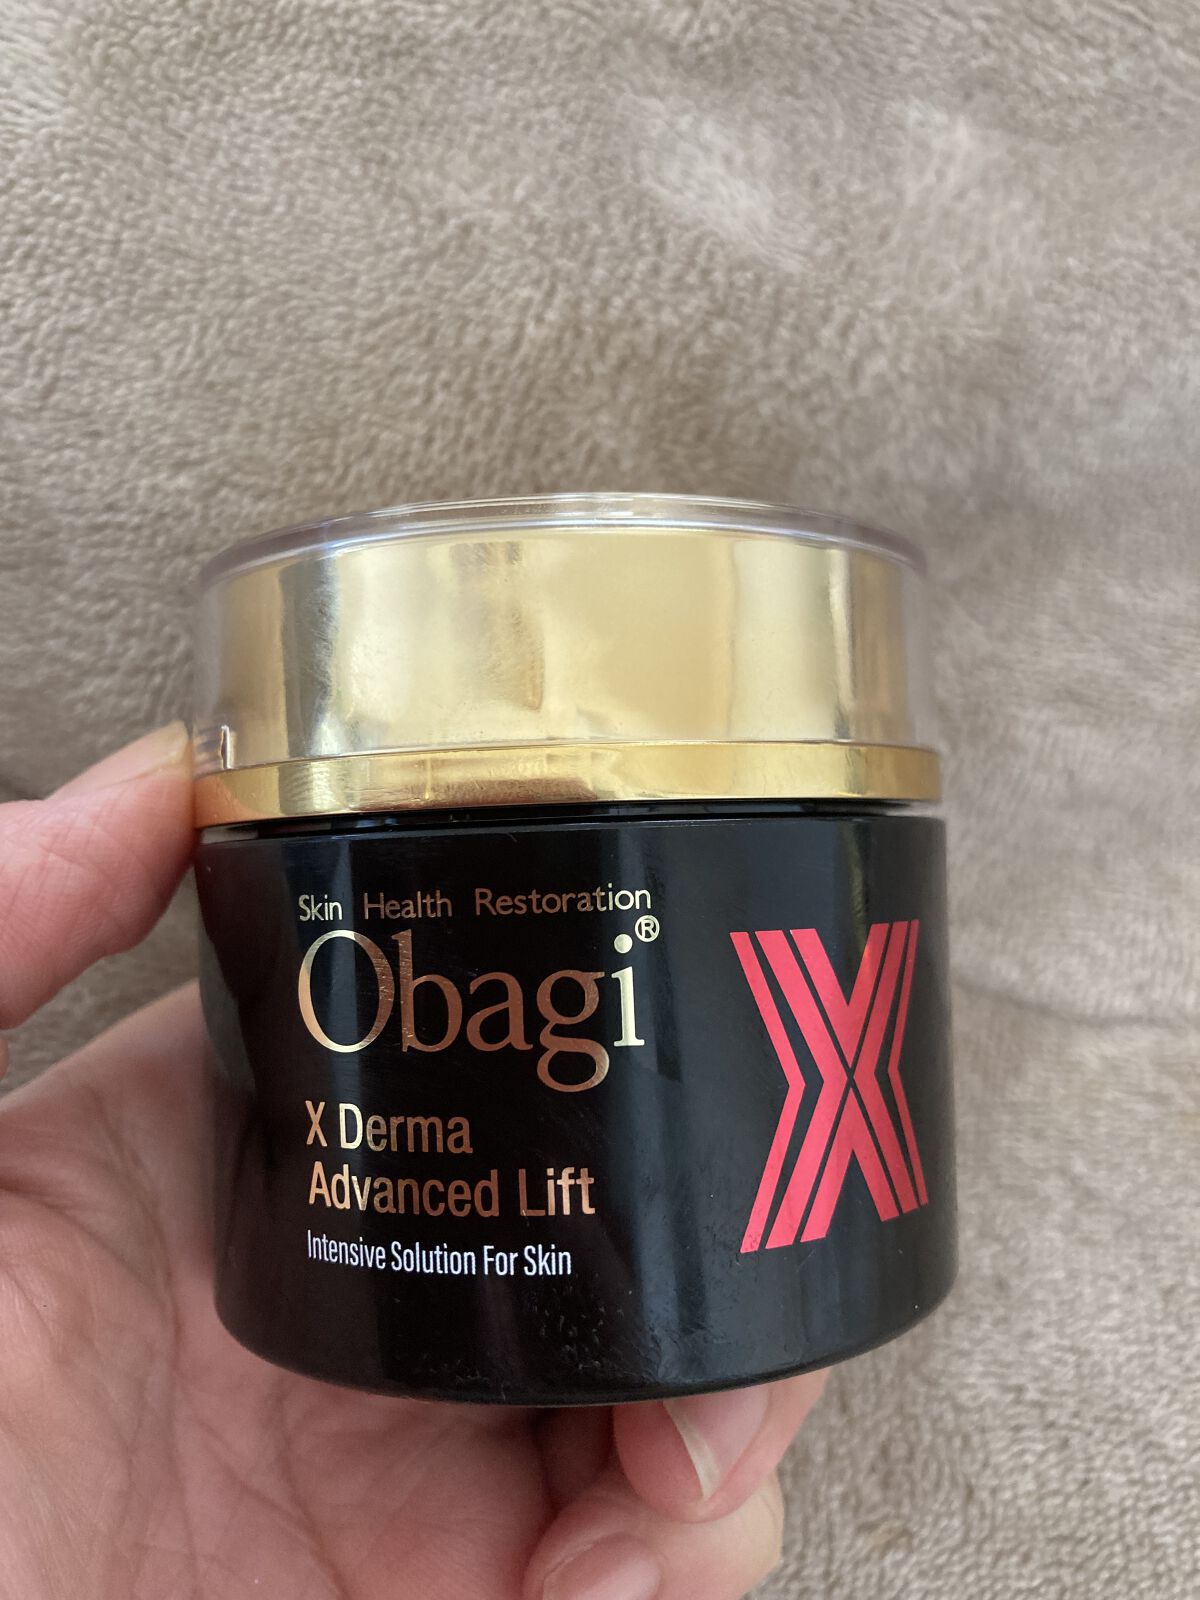 Skin Health Restoration
Obagi®
X Derma
Advanced Lift
Intensive Solution For Skin
X